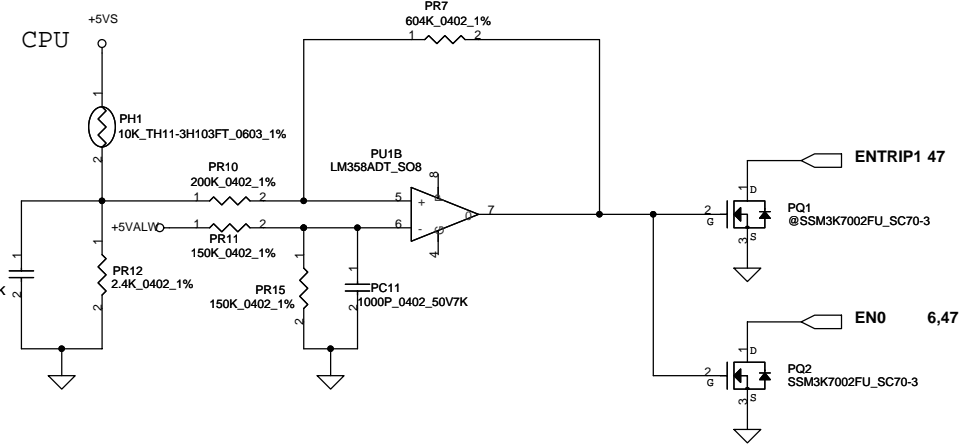 PR7
604K_0402_1%
1 2
+5VS
CPU
1
PH1
10K_TH11-3H103FT_0603_1%
2
PU1B
LM358ADT_SO8
PR10
200K_0402_1%
1 2
8
5
+
P
0
7
6
-
G
4
+5VALW
1 2
PR11
150K_0402_1%
ENTRIP1 47
1
D
2
G
PQ1
@SSM3K7002FU_SC70-3
3
S
1
2
K
1
PR12
2.4K_0402_1%
2
1
PR15
150K_0402_1%
2
1
PC11
1000P_0402_50V7K
2
EN0 6,47
1
D
2
G
PQ2
SSM3K7002FU_SC70-3
3
S